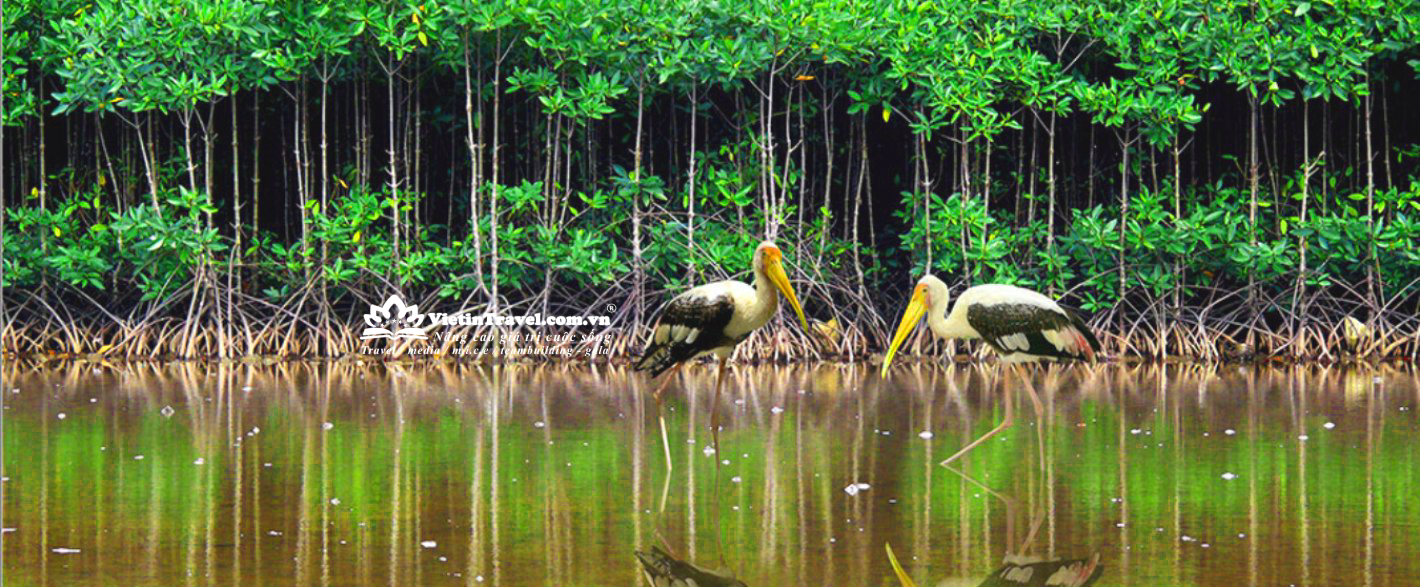 VietinTravel.com.vn ®
Nâng cao giá trị cuộc sống
Travel / media / m.i.c.e / teambuilding / gala